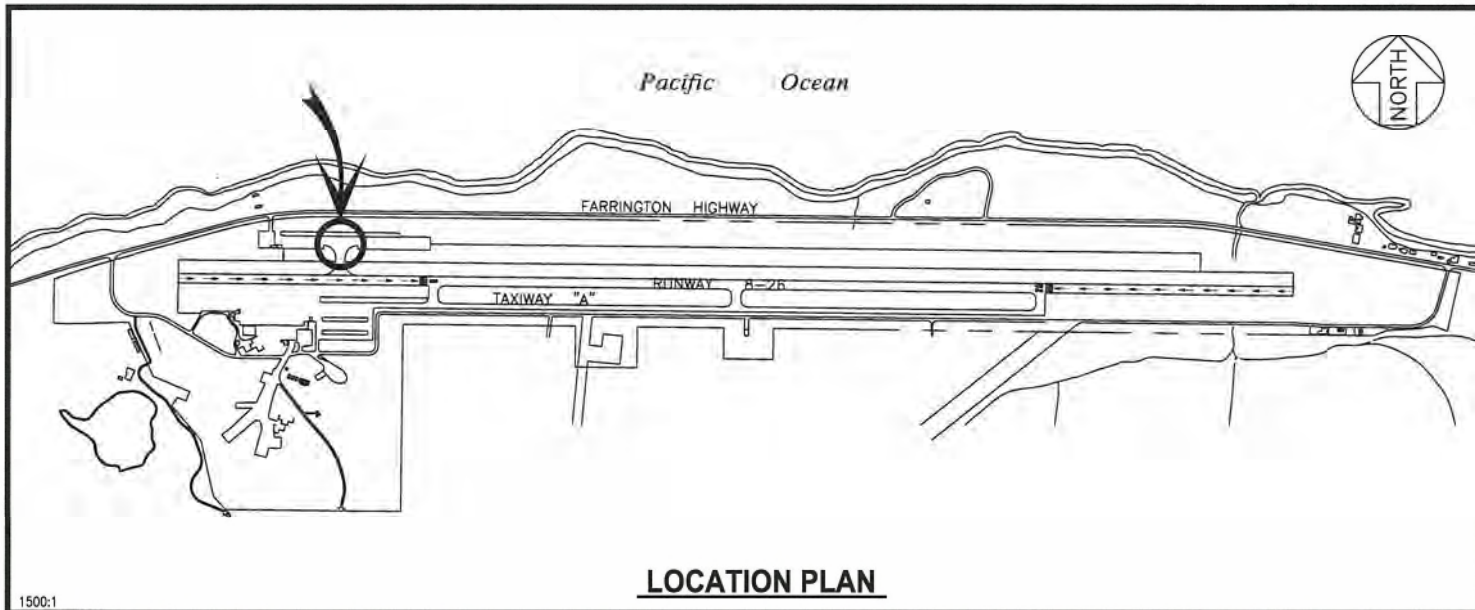 Pacific Ocean
NORTH
FARRINGTON HIGHWAY
RUNWAY 8-26
TAXIWAY "A"
LOCATION PLAN
1500:1